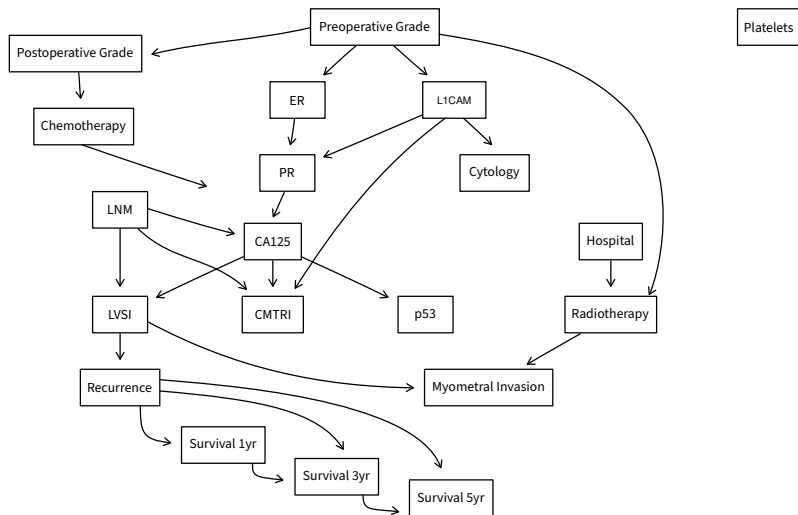 Preoperative Grade
Platelets
Postoperative Grade
ER
L1CAM
Chemotherapy
PR
Cytology
LNM
CA125
Hospital
LVSI
CMTRI
p53
Radiotherapy
Recurrence
Myometral Invasion
Survival 1yr
Survival 3yr
Survival 5yr